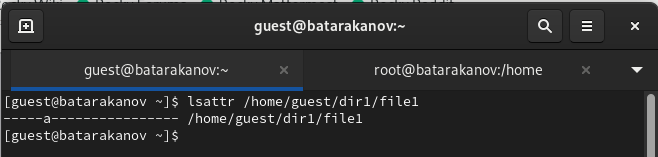 guest@batarakanov:~
guest@batarakanov:~
root@batarakanov:/home
[guest@batarakanov ~]$ lsattr /home/guest/dir1/file1
-----a---------------- /home/guest/dir1/file1
[guest@batarakanov ~]$